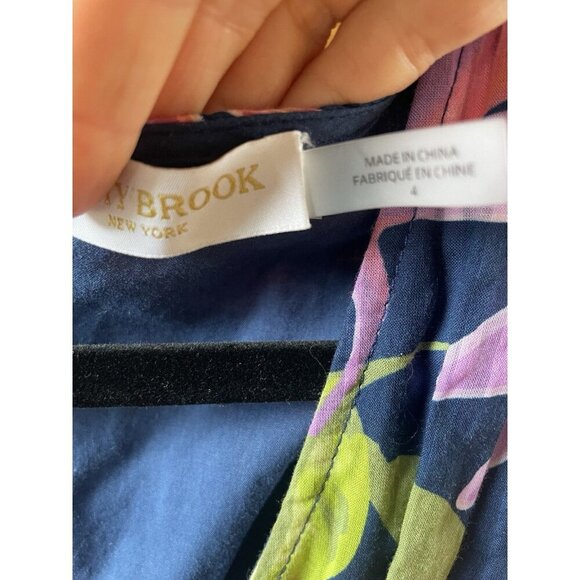 BROOK
NEW YORK
MADE IN CHINA
FABRIQUÉ EN CHINE
4